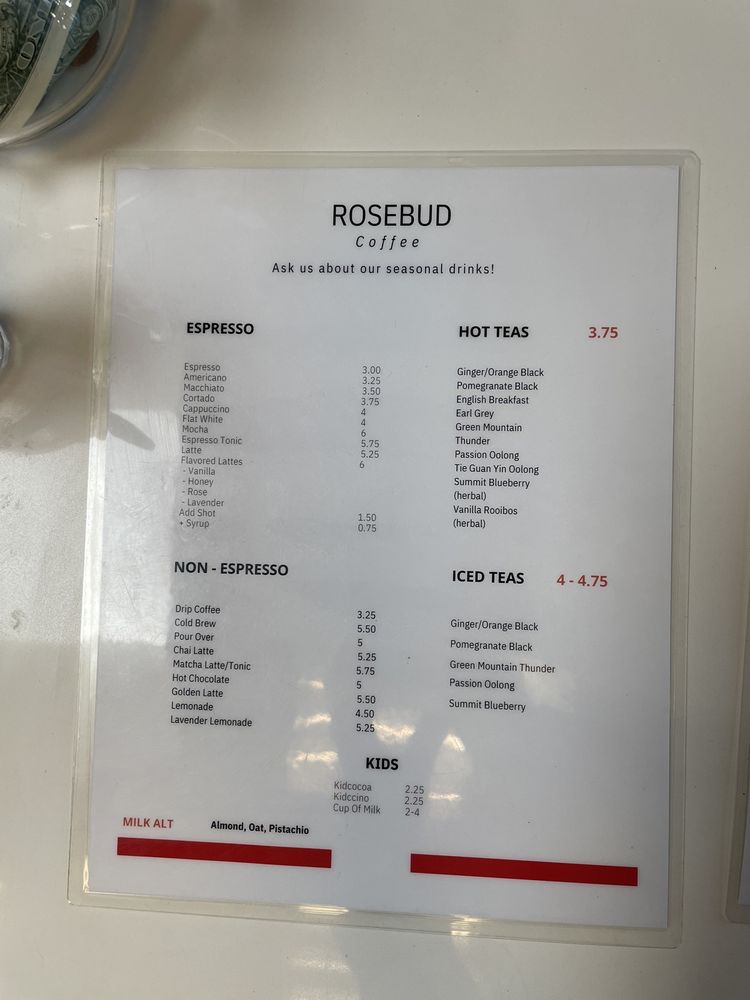 ROSEBUD
Coffee
Ask us about our seasonal drinks!
ESPRESSO
Espresso 3.00
Americano 3.25
Macchiato 3.50
Cortado 3.75
Cappuccino 4
Flat White 4
Mocha 6
Espresso Tonic 5.75
Latte 5.25
Flavored Lattes 6
- Vanilla
- Honey
- Rose
- Lavender
Add Shot 1.50
+ Syrup 0.75
NON - ESPRESSO
Drip Coffee 3.25
Cold Brew 5.50
Pour Over 5
Chai Latte 5.25
Matcha Latte/Tonic 5.75
Hot Chocolate 5
Golden Latte 5.50
Lemonade 4.50
Lavender Lemonade 5.25
HOT TEAS 3.75
Ginger/Orange Black
Pomegranate Black
English Breakfast
Earl Grey
Green Mountain
Thunder
Passion Oolong
Tie Guan Yin Oolong
Summit Blueberry
(herbal)
Vanilla Rooibos
(herbal)
ICED TEAS 4 - 4.75
Ginger/Orange Black
Pomegranate Black
Green Mountain Thunder
Passion Oolong
Summit Blueberry
KIDS
Kidcocoa 2.25
Kidccino 2.25
Cup Of Milk 2-4
MILK ALT Almond, Oat, Pistachio